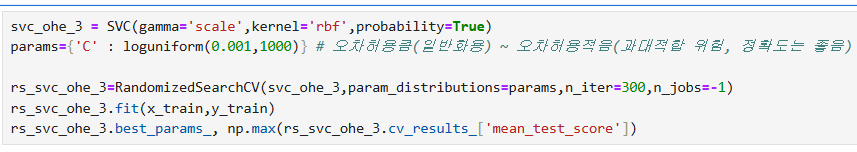 svc_ohe_3 = SVC(gamma='scale',kernel='rbf',probability=True)
params={'C' : loguniform(0.001,1000)} # 오차허용큼(일반화용) ~ 오차허용적음(과대적합 위험, 정확도는 좋음)
rs_svc_ohe_3=RandomizedSearchCV(svc_ohe_3,param_distributions=params,n_iter=300,n_jobs=-1)
rs_svc_ohe_3.fit(x_train,y_train)
rs_svc_ohe_3.best_params_, np.max(rs_svc_ohe_3.cv_results_['mean_test_score'])